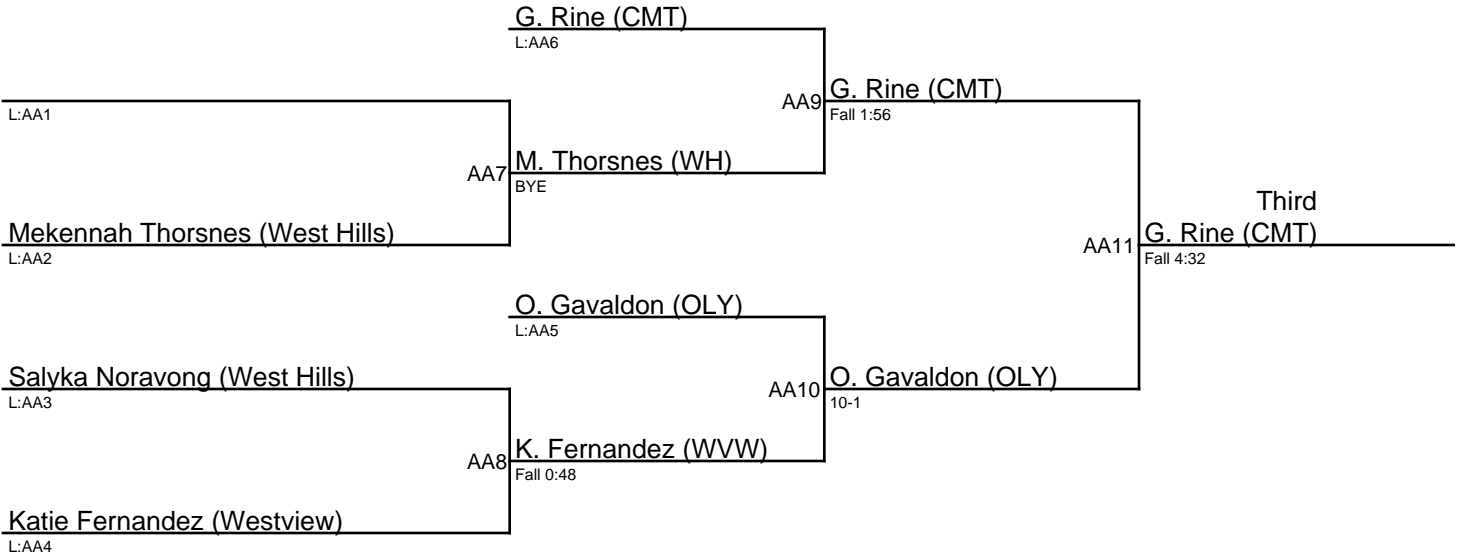 G. Rine (CMT)
L:AA6
AA9
G. Rine (CMT)
Fall 1:56
L:AA1
AA7
M. Thorsnes (WH)
BYE
Third
Mekennah Thorsnes (West Hills)
L:AA2
AA11
G. Rine (CMT)
Fall 4:32
O. Gavaldon (OLY)
L:AA5
Salyka Noravong (West Hills)
L:AA3
AA10
O. Gavaldon (OLY)
10-1
AA8
K. Fernandez (WVW)
Fall 0:48
Katie Fernandez (Westview)
L:AA4